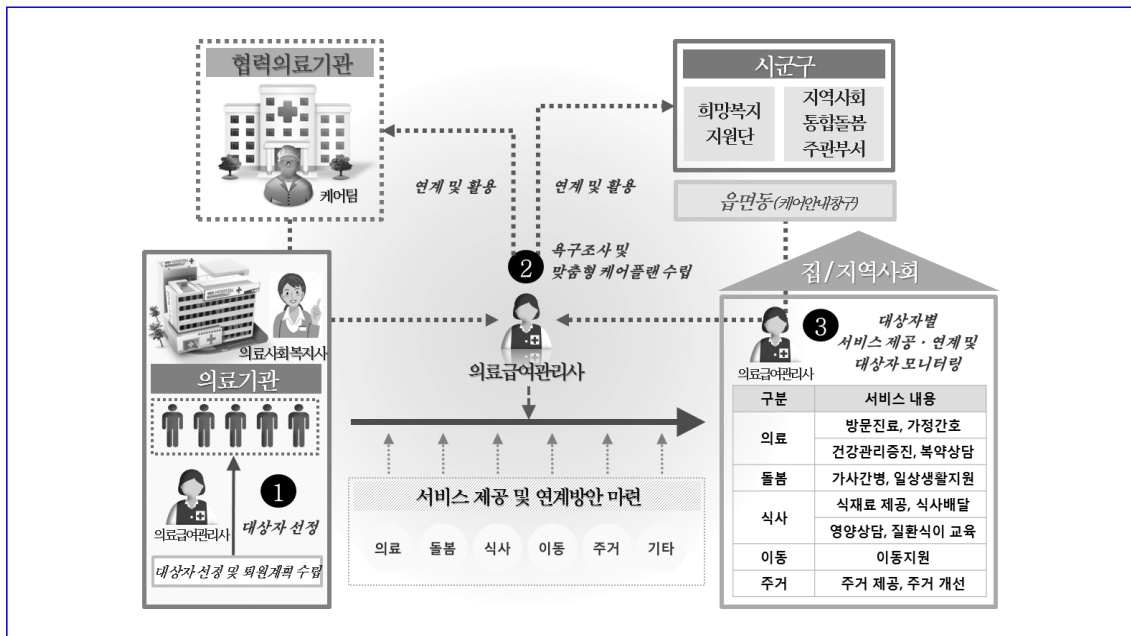 협력의료기관
케어팀
시군구
희망복지
지원단
지역사회
통합돌봄
주관부서
읍면동(케어안내창구)
연계 및 활용
연계 및 활용
2
욕구조사 및
맞춤형 케어플랜 수립
의료급여관리사
의료사회복지사
의료기관
1
대상자 선정
의료급여관리사
대상자 선정 및 퇴원계획 수립
서비스 제공 및 연계방안 마련
의료 돌봄 식사 이동 주거 기타
집/지역사회
3
대상자별
서비스 제공·연계 및
대상자 모니터링
의료급여관리사
구분 서비스 내용
의료 방문진료, 가정간호
건강관리증진, 복약상담
돌봄 가사간병, 일상생활지원
식사 식재료 제공, 식사배달
영양상담, 질환식이 교육
이동 이동지원
주거 주거 제공, 주거 개선